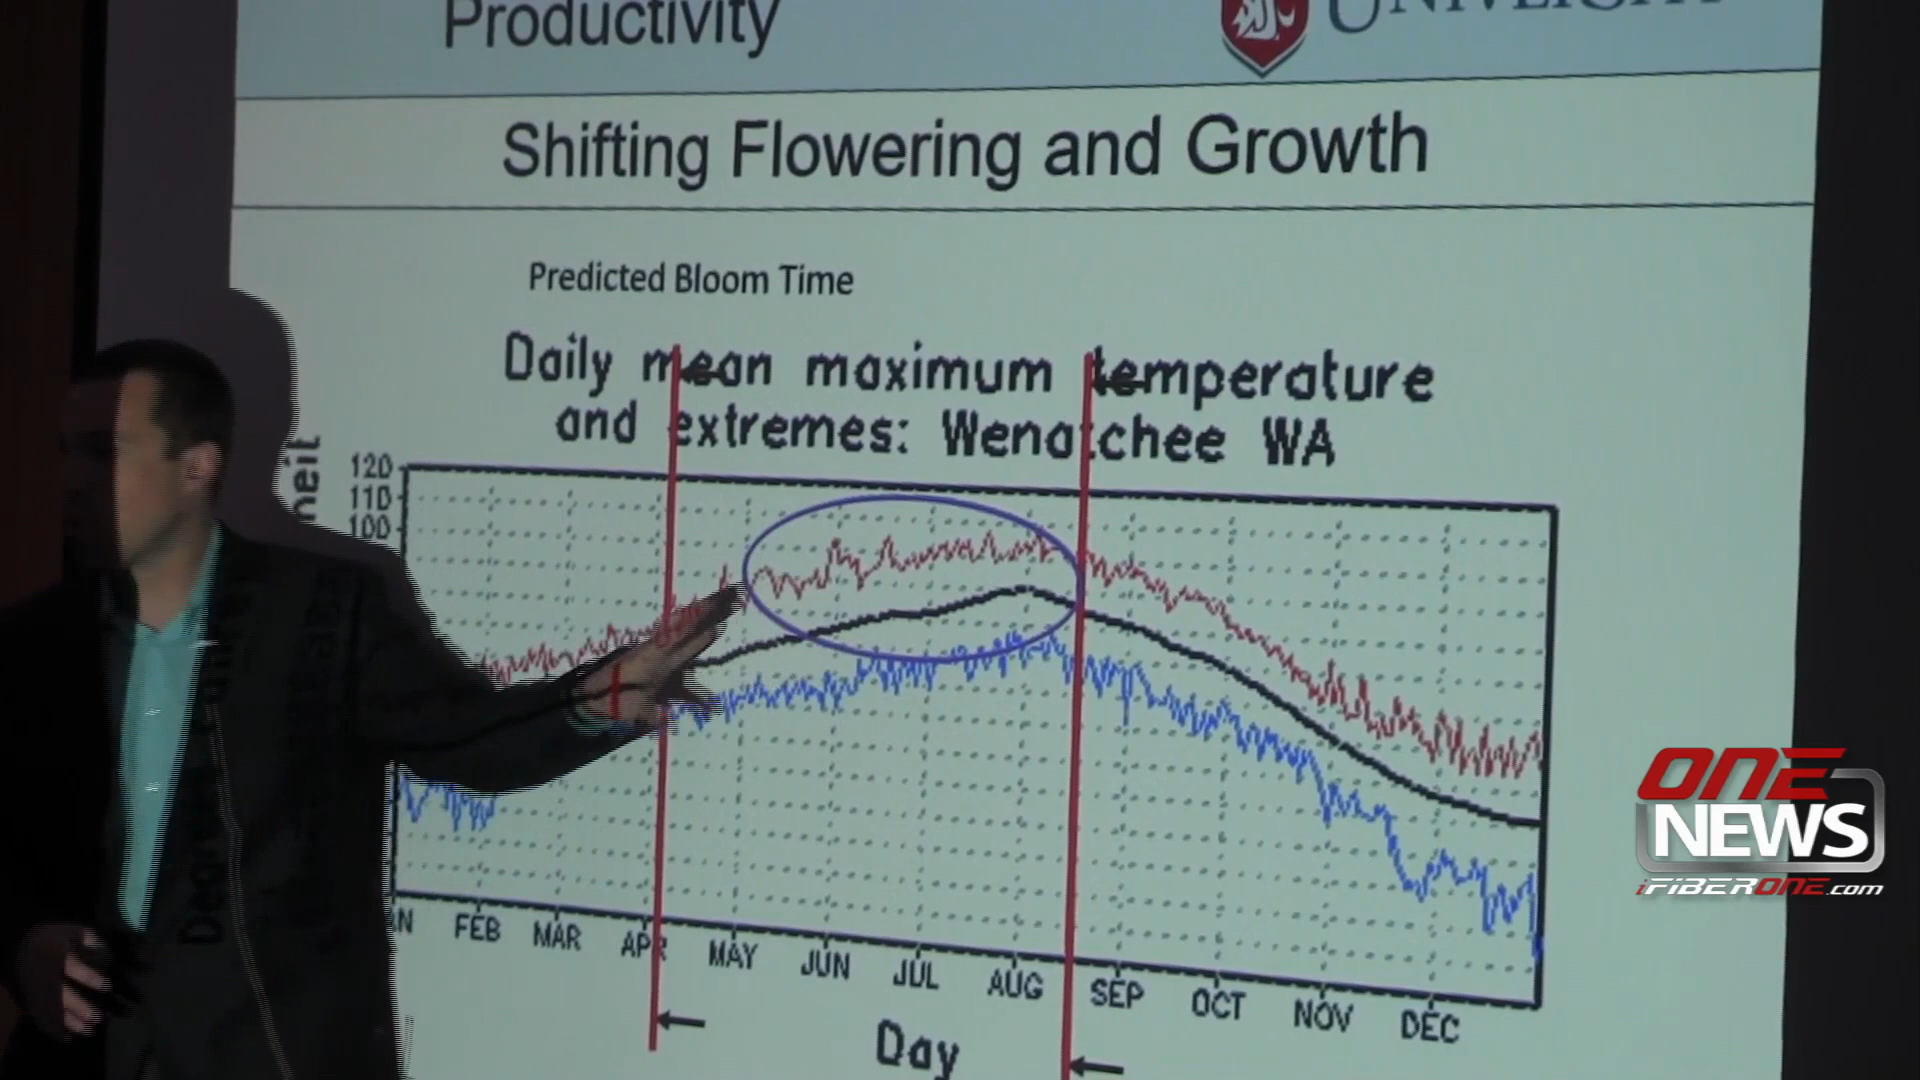 Productivity
Shifting Flowering and Growth
Predicted Bloom Time
Daily mean maximum temperature
and extremes: Wenatchee WA
120
110
100
FEB MAR APR MAY JUN JUL AUG SEP OCT NOV DEC
Day
ONE
NEWS
iFIBERONE.com